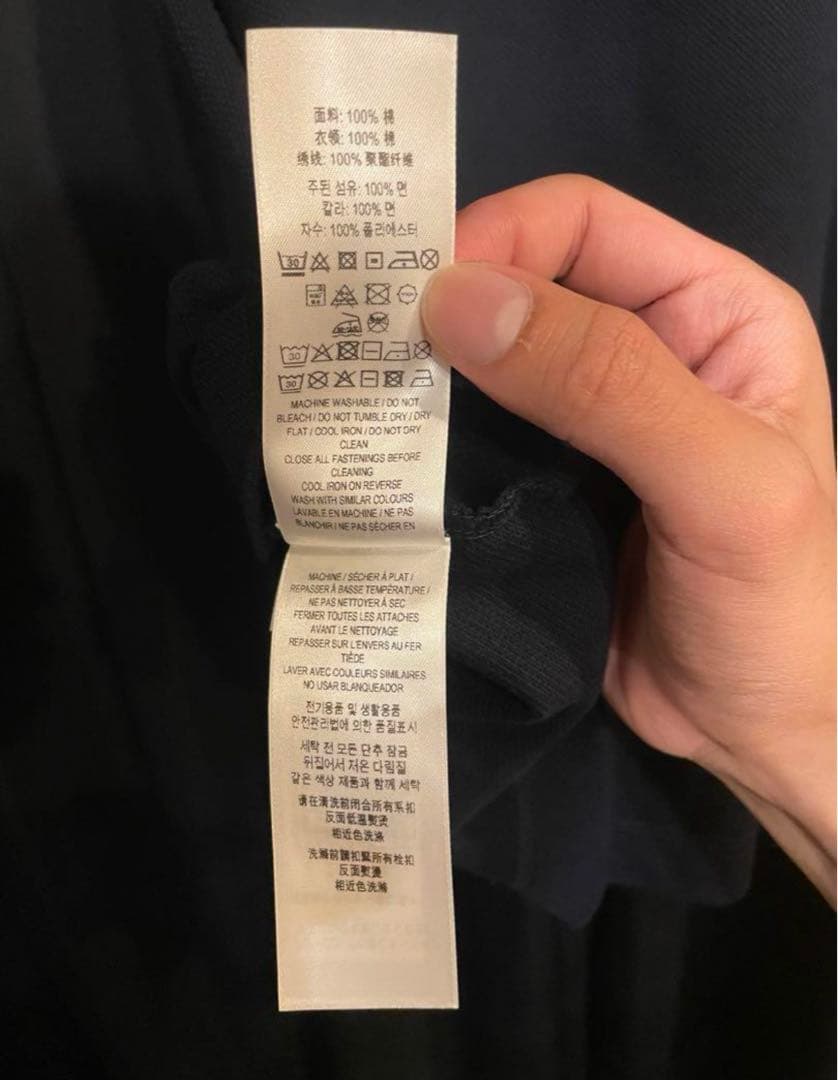 面料: 100% 棉
衣领: 100% 棉
绣线: 100% 聚酯纤维
주된 섬유: 100% 면
칼라: 100% 면
자수: 100% 폴리에스터
30
30
30
MACHINE WASHABLE / DO NOT
BLEACH / DO NOT TUMBLE DRY / DRY
FLAT / COOL IRON / DO NOT DRY
CLEAN
CLOSE ALL FASTENINGS BEFORE
CLEANING
COOL IRON ON REVERSE
WASH WITH SIMILAR COLOURS
LAVABLE EN MACHINE / NE PAS
BLANCHIR / NE PAS SÉCHER EN
MACHINE / SÉCHER À PLAT /
REPASSER À BASSE TEMPÉRATURE /
NE PAS NETTOYER À SEC
FERMER TOUTES LES ATTACHES
AVANT LE NETTOYAGE
REPASSER SUR L'ENVERS AU FER
TIÈDE
LAVER AVEC COULEURS SIMILAIRES
NO USAR BLANQUEADOR
전기용품 및 생활용품
안전관리법에 의한 품질표시
세탁 전 모든 단추 잠금
뒤집어서 저온 다림질
같은 색상 제품과 함께 세탁
请在清洗前闭合所有系扣
反面低温熨烫
相近色洗涤
洗滌前請扣緊所有栓扣
反面熨燙
相近色洗滌